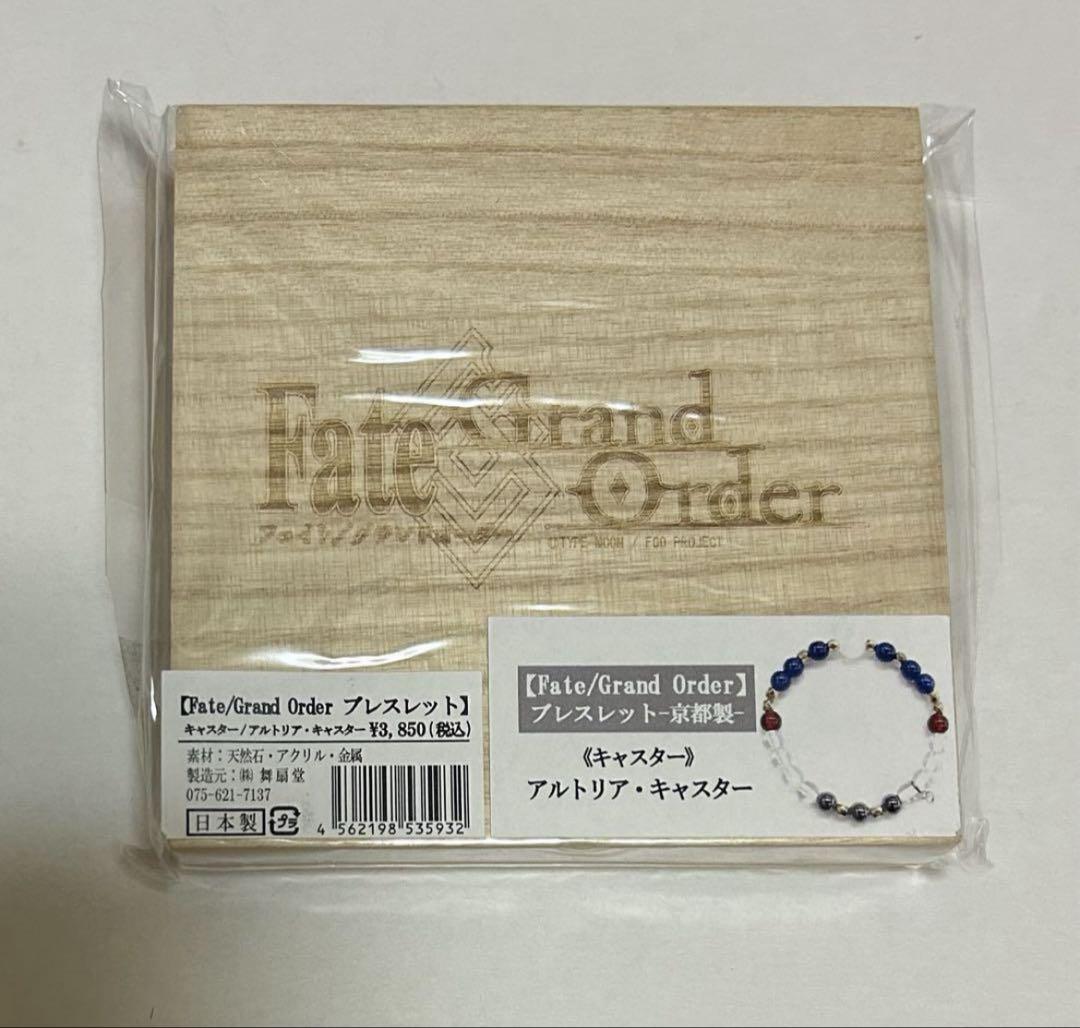 Fate
Grand
Order
フェイト/グランドオーダー
©TYPE-MOON / FGO PROJECT
【Fate/Grand Order ブレスレット】
キャスター/アルトリア・キャスター ¥3,850(税込)
素材:天然石・アクリル・金属
製造元:㈱ 舞扇堂
075-621-7137
日本製 プラ
4 562198 535932
【Fate/Grand Order】
ブレスレット-京都製-
《キャスター》
アルトリア・キャスター